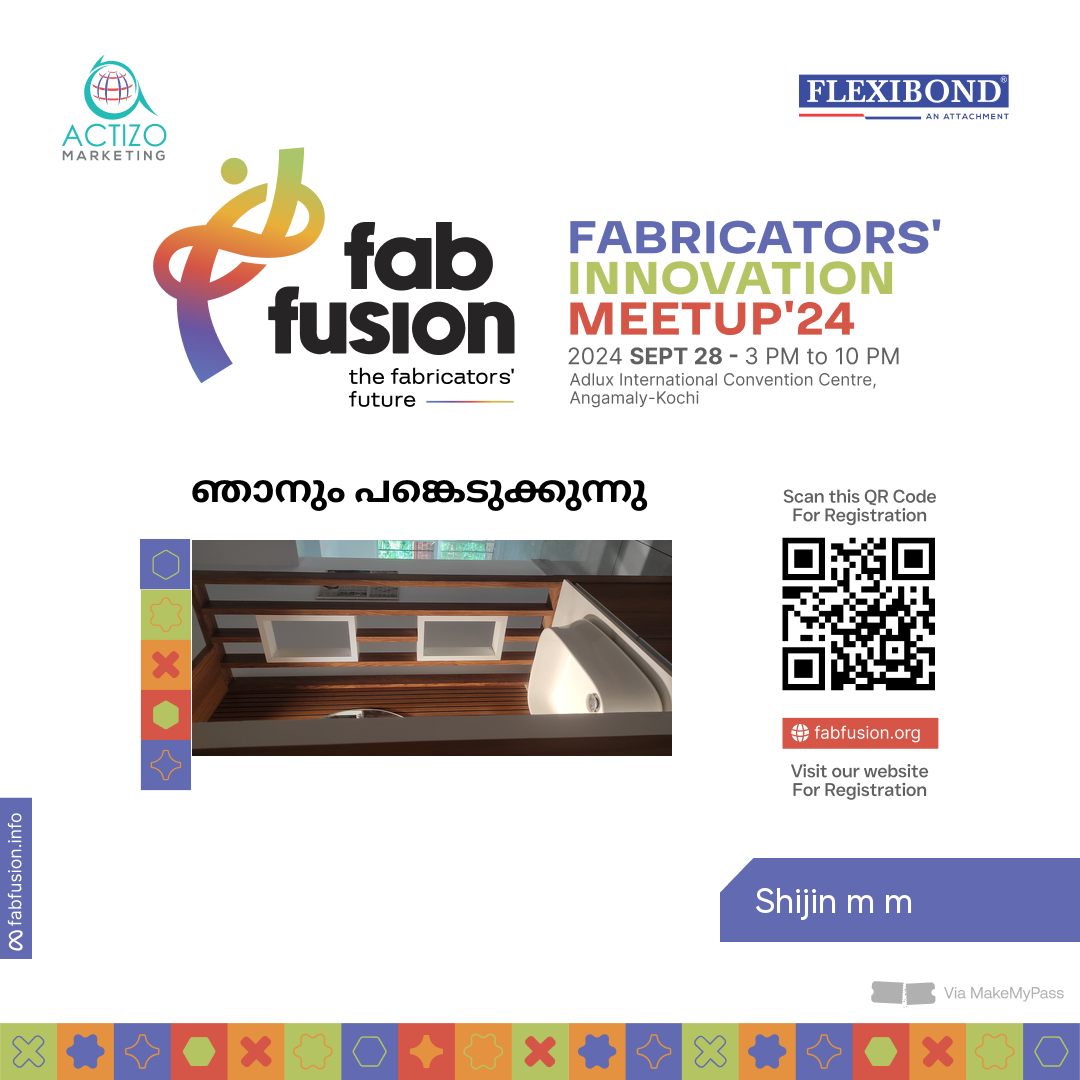 ACTIZO
MARKETING
FLEXIBOND®
AN ATTACHMENT
fab
fusion
the fabricators'
future
FABRICATORS'
INNOVATION
MEETUP'24
2024 SEPT 28 - 3 PM to 10 PM
Adlux International Convention Centre,
Angamaly-Kochi
ഞാനും പങ്കെടുക്കുന്നു
Scan this QR Code
For Registration
fabfusion.org
Visit our website
For Registration
fabfusion.info
Shijin m m
Via MakeMyPass